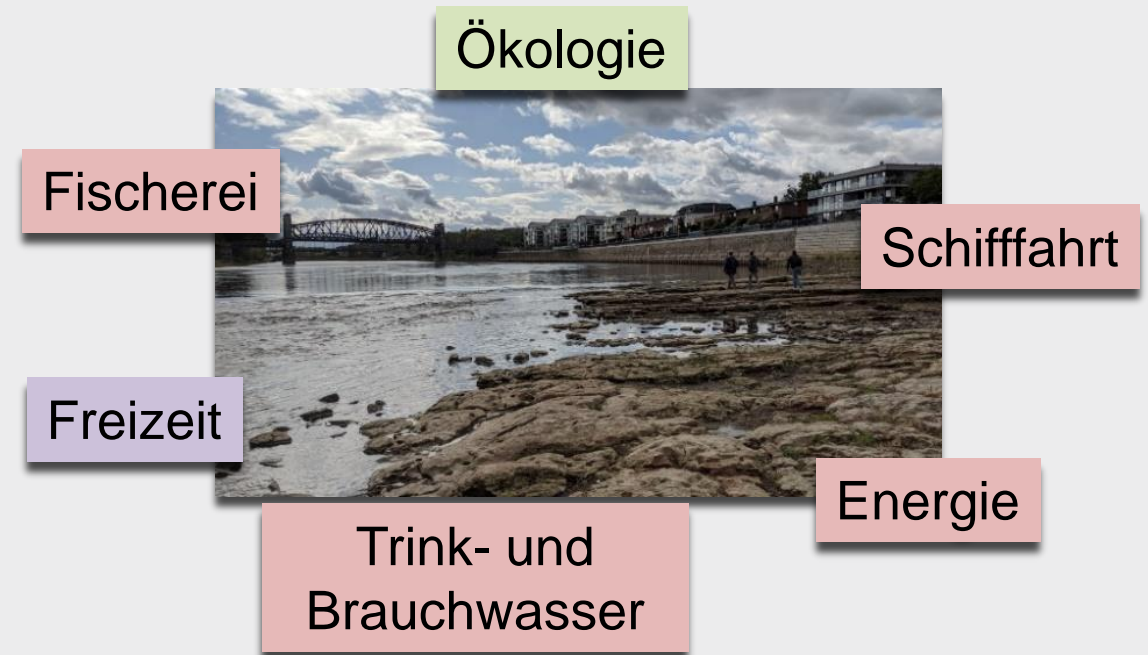 Ökologie
Fischerei
Schifffahrt
Freizeit
Energie
Trink- und
Brauchwasser